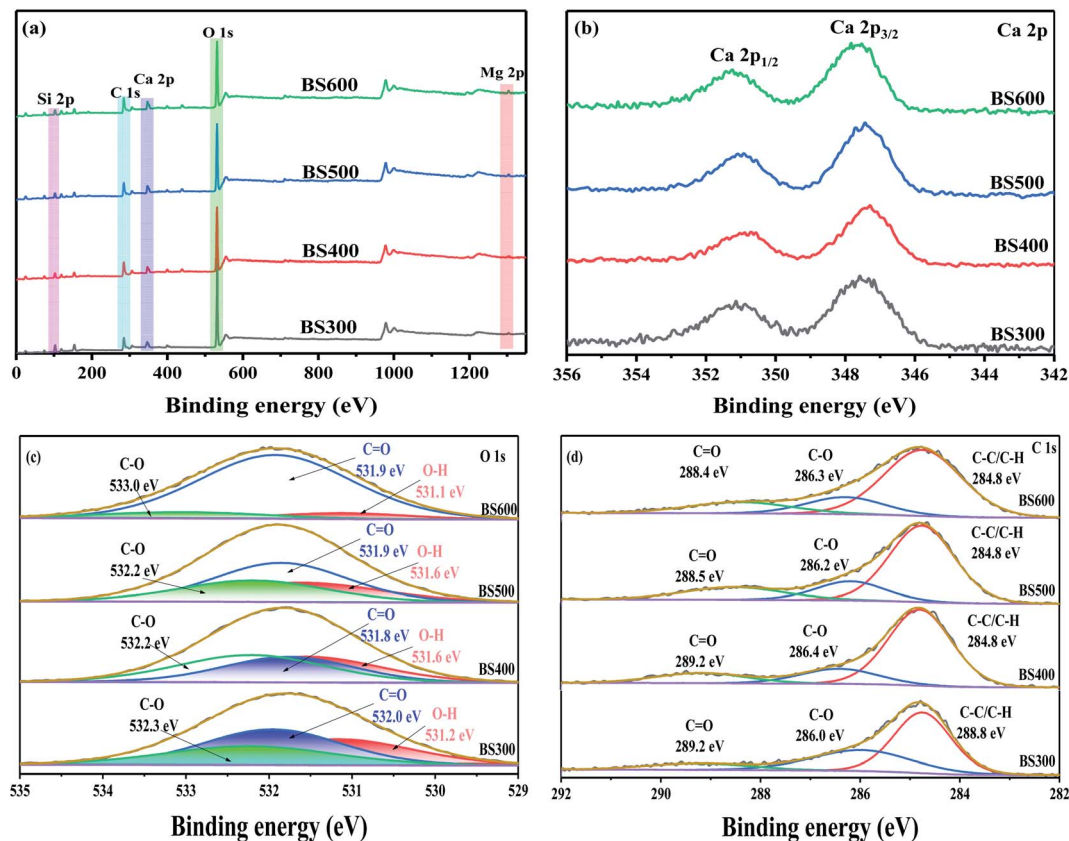 (a)
O 1s
Si 2p
C 1s
Ca 2p
Mg 2p
BS600
BS500
BS400
BS300
0 200 400 600 800 1000 1200
Binding energy (eV)
(b)
Ca 2p
Ca 2p3/2
Ca 2p1/2
BS600
BS500
BS400
BS300
356 354 352 350 348 346 344 342
Binding energy (eV)
(c)
O 1s
C-O
533.0 eV
C=O
531.9 eV
O-H
531.1 eV
BS600
C-O
532.2 eV
C=O
531.9 eV
O-H
531.6 eV
BS500
C-O
532.2 eV
C=O
531.8 eV
O-H
531.6 eV
BS400
C-O
532.3 eV
C=O
532.0 eV
O-H
531.2 eV
BS300
535 534 533 532 531 530 529
Binding energy (eV)
(d)
C 1s
C=O
288.4 eV
C-O
286.3 eV
C-C/C-H
284.8 eV
BS600
C=O
288.5 eV
C-O
286.2 eV
C-C/C-H
284.8 eV
BS500
C=O
289.2 eV
C-O
286.4 eV
C-C/C-H
284.8 eV
BS400
C=O
289.2 eV
C-O
286.0 eV
C-C/C-H
288.8 eV
BS300
292 290 288 286 284 282
Binding energy (eV)